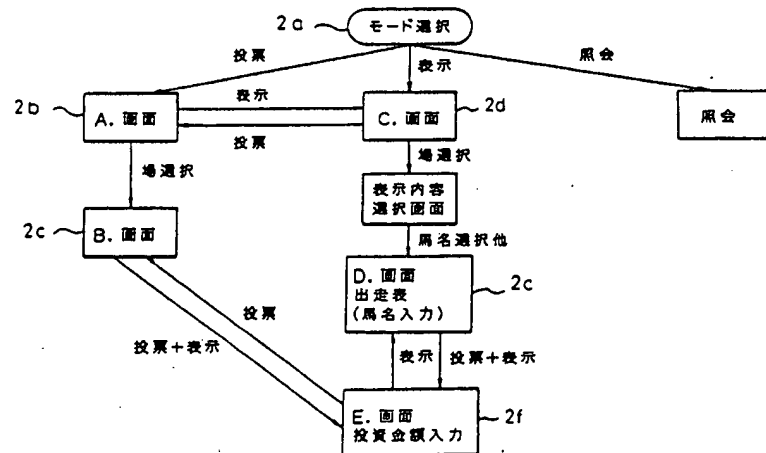 2a
モード選択
投票
表示
照会
2b
A. 画面
表示
投票
C. 画面
2d
照会
場選択
場選択
表示内容
選択画面
2c
B. 画面
馬名選択他
D. 画面
出走表
(馬名入力)
2c
投票
投票+表示
表示
投票+表示
E. 画面
投資金額入力
2f